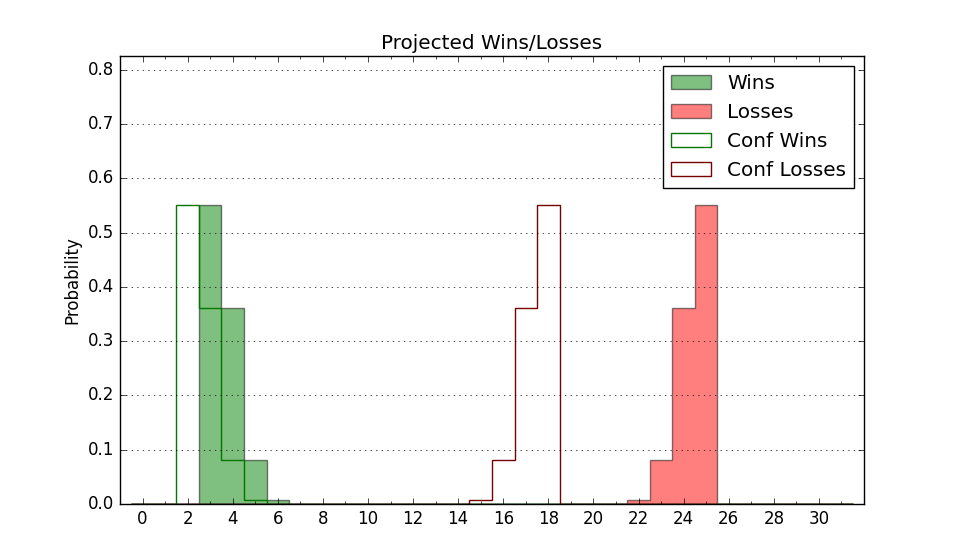 Projected Wins/Losses
0.8
0.7
0.6
0.5
0.4
0.3
0.2
0.1
0.0
Probability
Wins
Losses
Conf Wins
Conf Losses
0 2 4 6 8 10 12 14 16 18 20 22 24 26 28 30